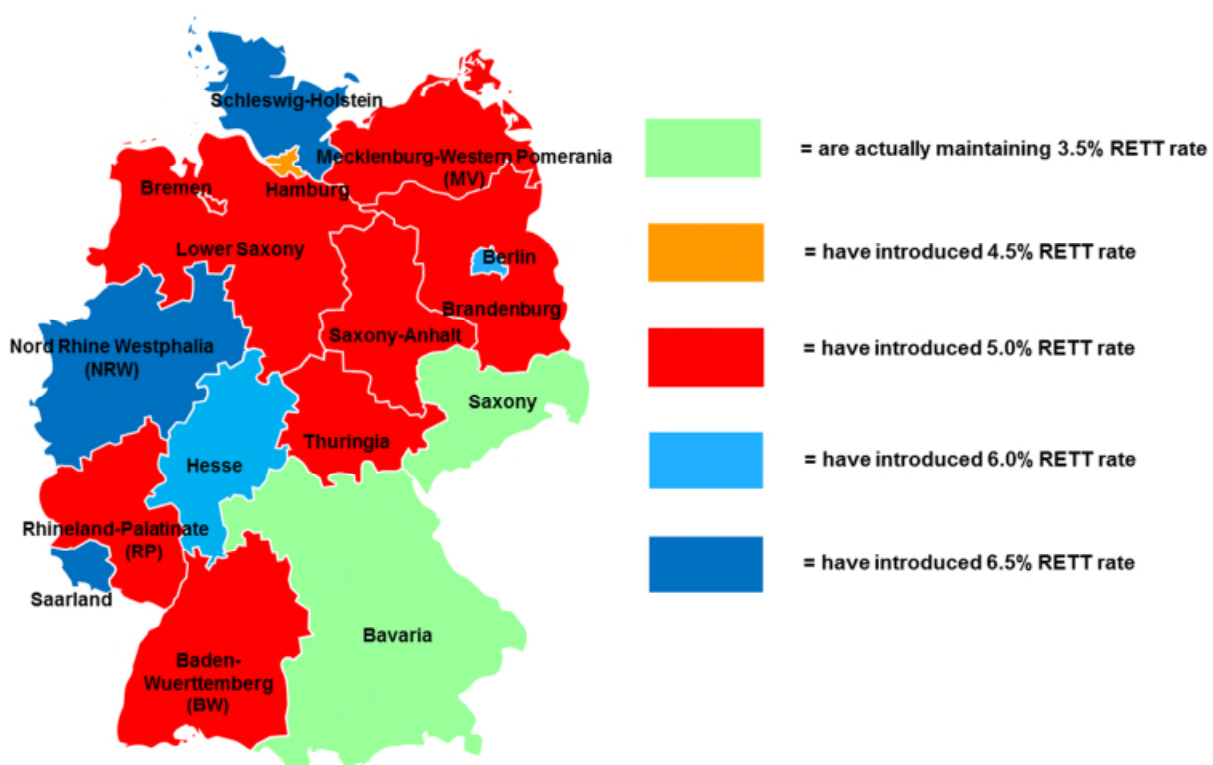 Schleswig-Holstein
Mecklenburg-Western Pomerania
(MV)
Bremen
Hamburg
Lower Saxony
Berlin
Brandenburg
Saxony-Anhalt
Nord Rhine Westphalia
(NRW)
Saxony
Thuringia
Hesse
Rhineland-Palatinate
(RP)
Saarland
Bavaria
Baden-
Wuerttemberg
(BW)
= are actually maintaining 3.5% RETT rate
= have introduced 4.5% RETT rate
= have introduced 5.0% RETT rate
= have introduced 6.0% RETT rate
= have introduced 6.5% RETT rate